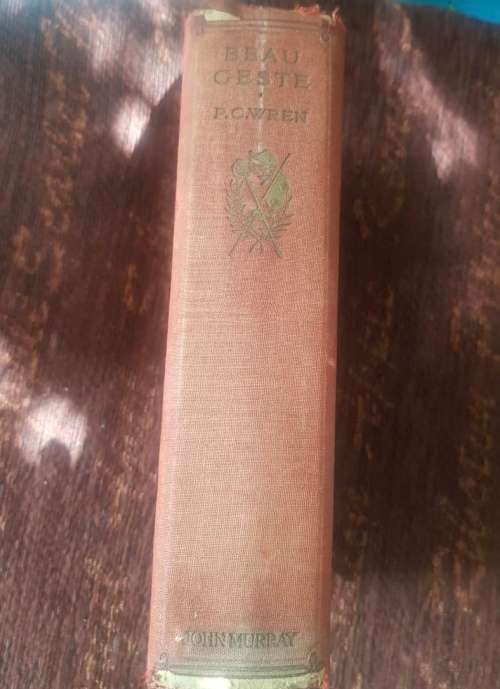 BEAU
GESTE
P. C. WREN
JOHN MURRAY